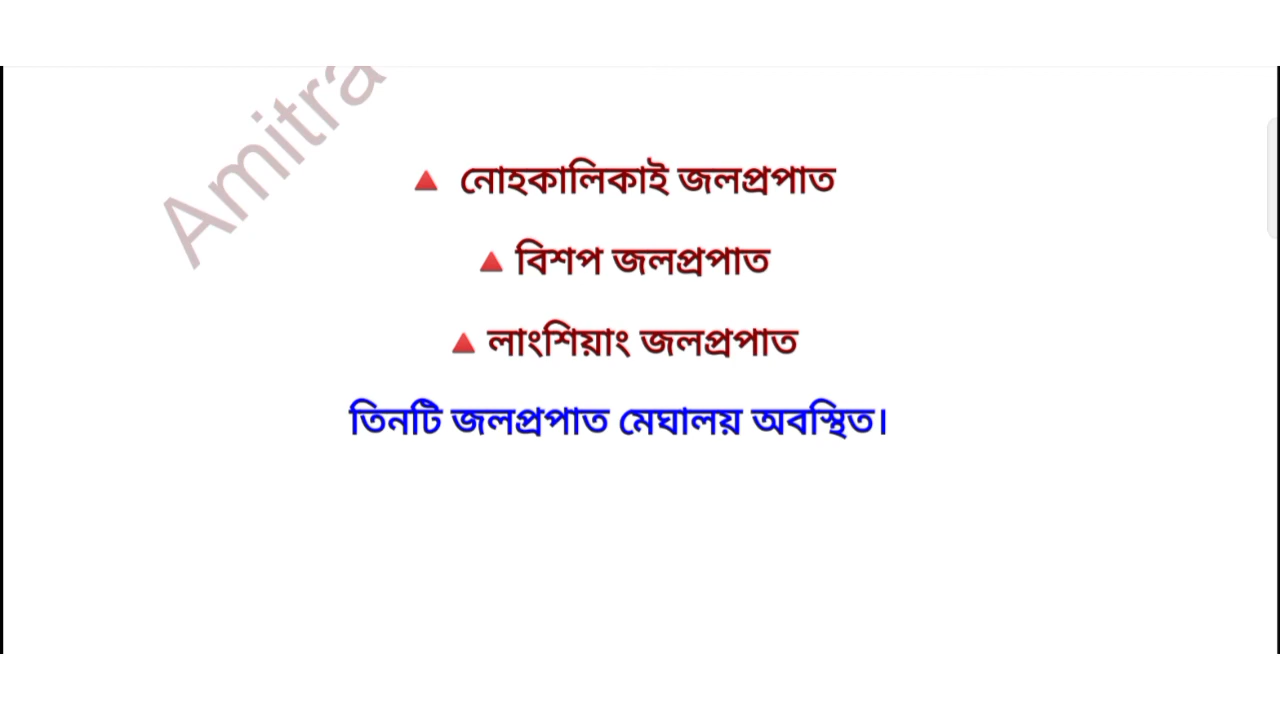 Amitra
🔺 নোহকালিকাই জলপ্রপাত
🔺বিশপ জলপ্রপাত
🔺লাংশিয়াং জলপ্রপাত
তিনটি জলপ্রপাত মেঘালয় অবস্থিত।